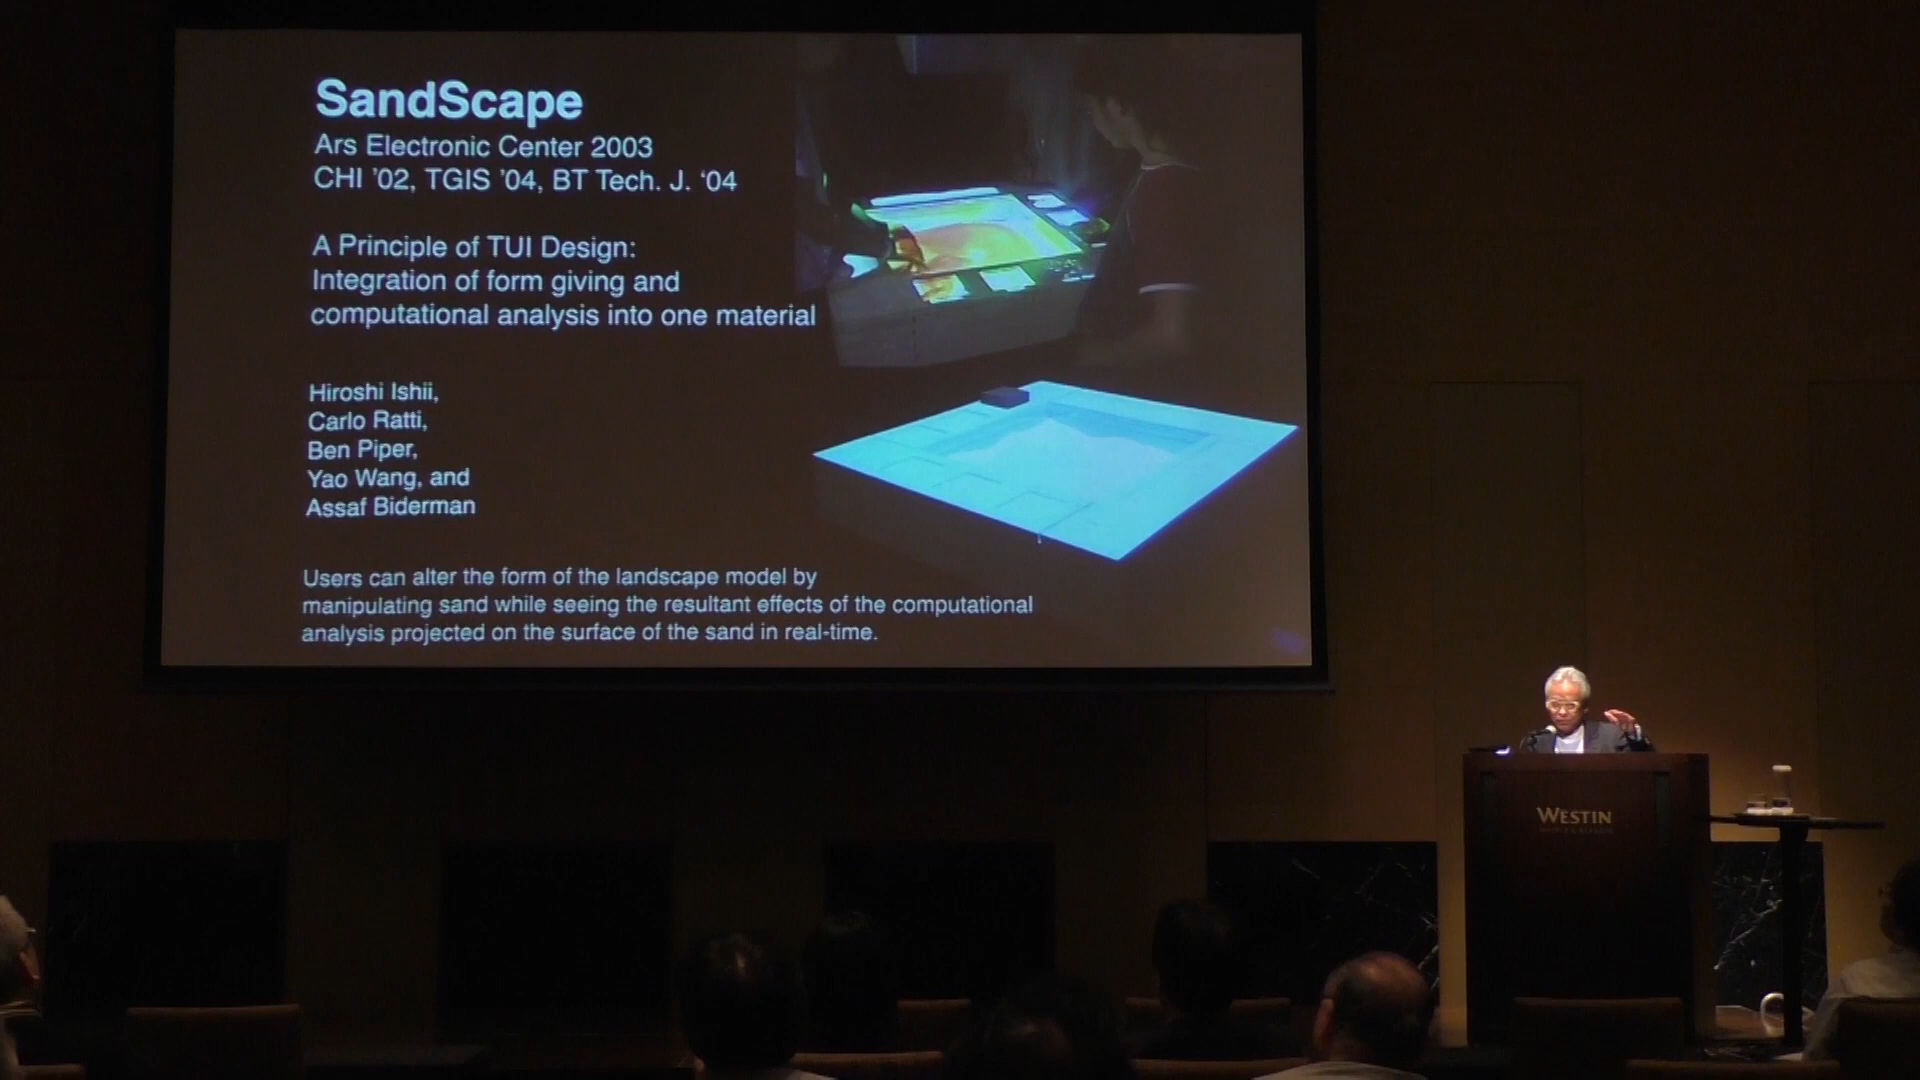 SandScape
Ars Electronic Center 2003
CHI '02, TGIS '04, BT Tech. J. '04
A Principle of TUI Design:
Integration of form giving and
computational analysis into one material
Hiroshi Ishii,
Carlo Ratti,
Ben Piper,
Yao Wang, and
Assaf Biderman
Users can alter the form of the landscape model by
manipulating sand while seeing the resultant effects of the computational
analysis projected on the surface of the sand in real-time.
WESTIN